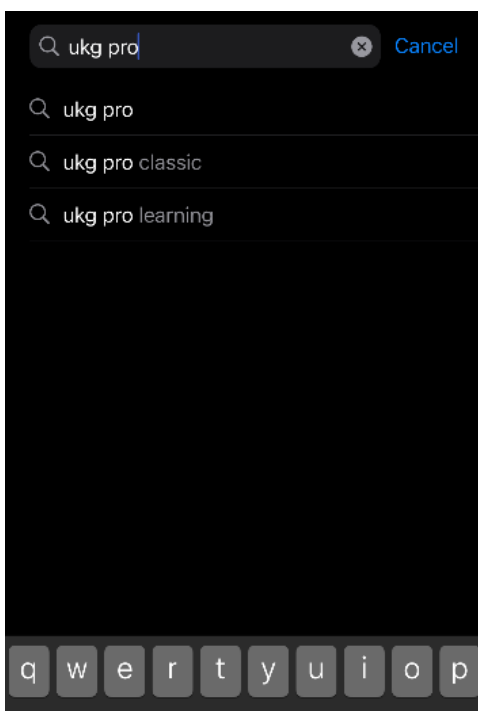 ukg pro Cancel
ukg pro
ukg pro classic
ukg pro learning
q w e r t y u i o p